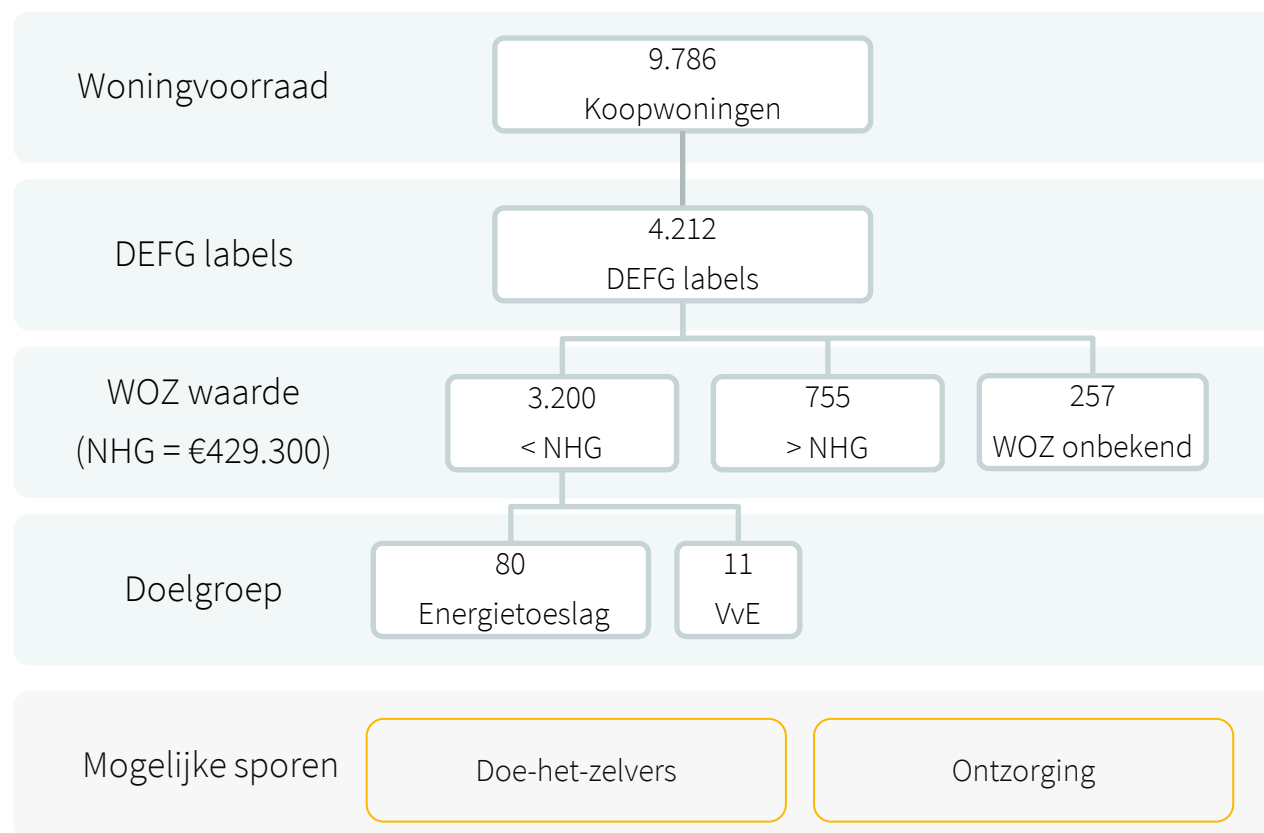 Woningvoorraad
9.786
Koopwoningen
DEFG labels
4.212
DEFG labels
WOZ waarde
(NHG = €429.300)
3.200
< NHG
755
> NHG
257
WOZ onbekend
Doelgroep
80
Energietoeslag
11
VvE
Mogelijke sporen
Doe-het-zelvers
Ontzorging